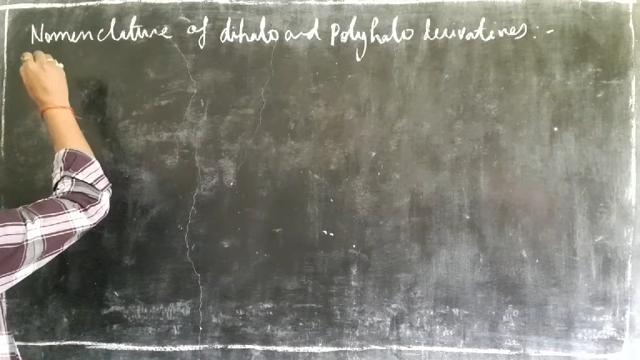 Nomenclature of dihalo and Polyhalo derivatives :-